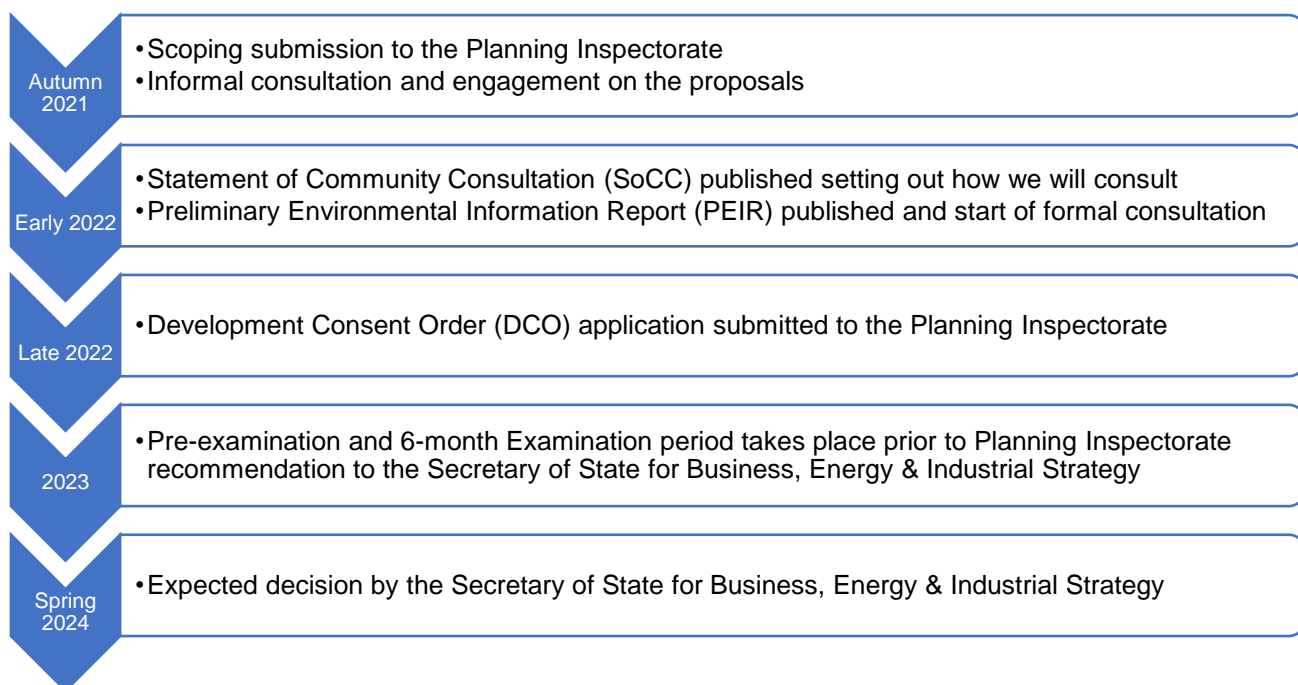 Autumn
2021
•Scoping submission to the Planning Inspectorate
•Informal consultation and engagement on the proposals
Early 2022
•Statement of Community Consultation (SoCC) published setting out how we will consult
•Preliminary Environmental Information Report (PEIR) published and start of formal consultation
Late 2022
•Development Consent Order (DCO) application submitted to the Planning Inspectorate
2023
•Pre-examination and 6-month Examination period takes place prior to Planning Inspectorate
recommendation to the Secretary of State for Business, Energy & Industrial Strategy
Spring
2024
•Expected decision by the Secretary of State for Business, Energy & Industrial Strategy